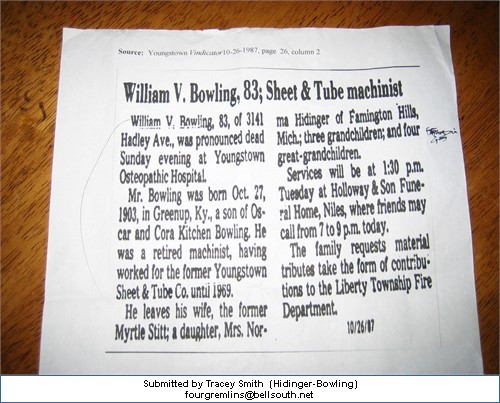 Source: Youngstown Vindicator10-26-1987, page 26, column 2
William V. Bowling, 83; Sheet & Tube machinist
William V. Bowling, 83, of 3141
Hadley Ave., was pronounced dead
Sunday evening at Youngstown
Osteopathic Hospital.
Mr. Bowling was born Oct. 27,
1903, in Greenup, Ky., a son of Os-
car and Cora Kitchen Bowling. He
was a retired machinist, having
worked for the former Youngstown
Sheet & Tube Co. until 1969.
He leaves his wife, the former
Myrtle Stitt; a daughter, Mrs. Nor-
ma Hidinger of Famington Hills,
Mich.; three grandchildren; and four
great-grandchildren.
Services will be at 1:30 p.m.
Tuesday at Holloway & Son Fune-
ral Home, Niles, where friends may
call from 7 to 9 p.m. today.
The family requests material
tributes take the form of contribu-
tions to the Liberty Township Fire
Department.
10/26/87
Submitted by Tracey Smith (Hidinger-Bowling)
fourgremlins@bellsouth.net